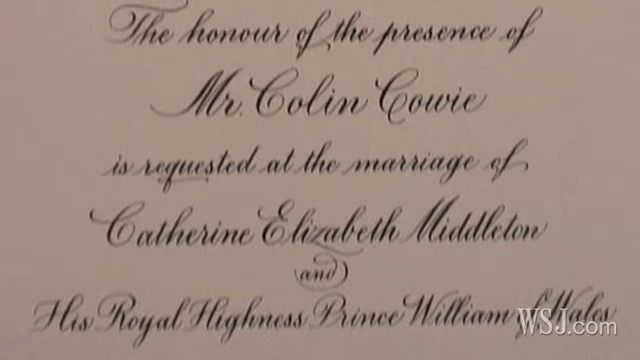 The honour of the presence of
Mr. Colin Cowie
is requested at the marriage of
Catherine Elizabeth Middleton
and
His Royal Highness Prince William of Wales
WSJ.com